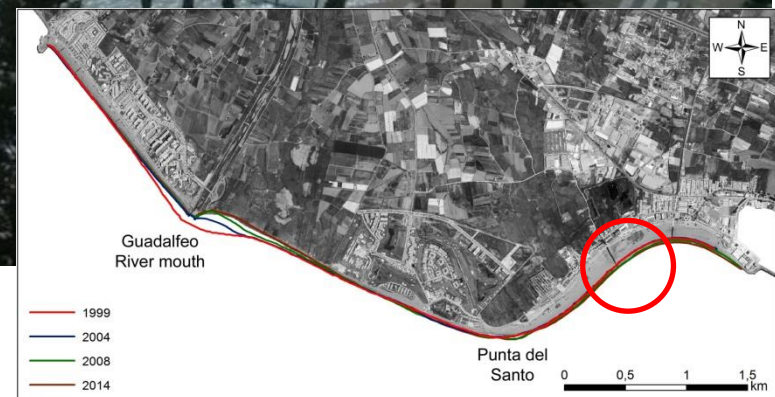 N
W E
S
Guadalfeo
River mouth
1999
2004
2008
2014
Punta del
Santo
0 0,5 1 1,5
km